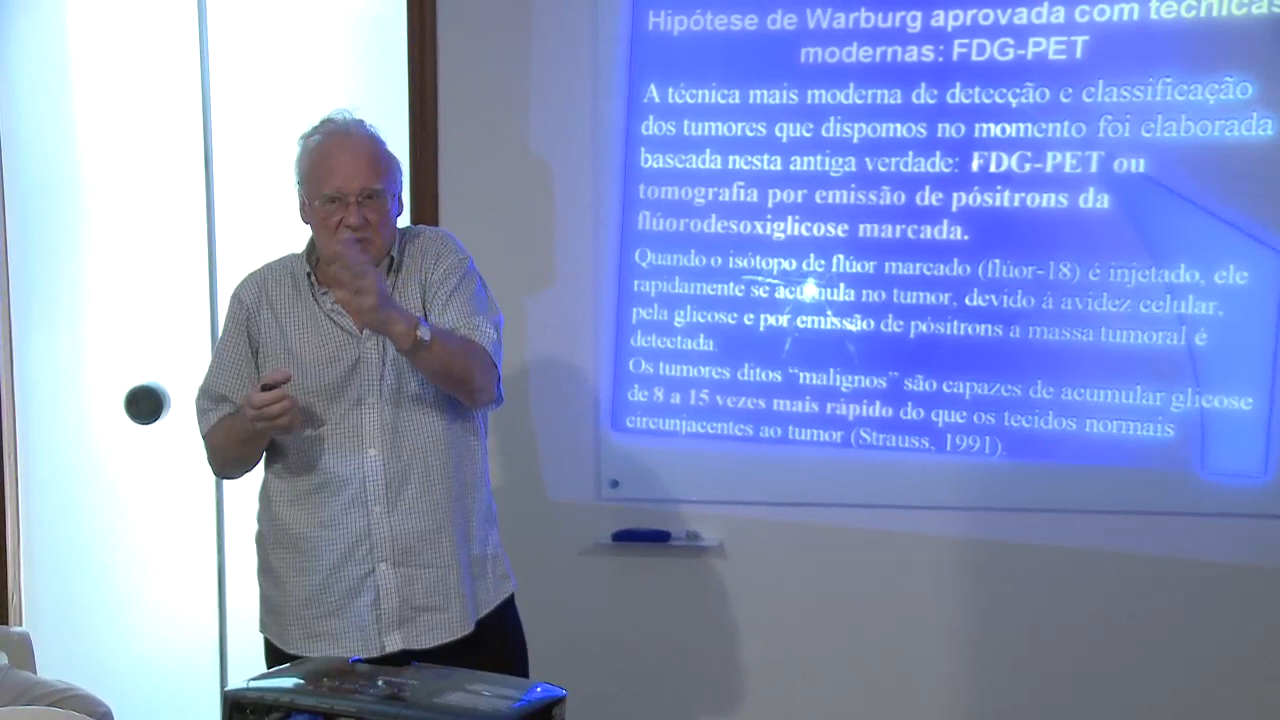 Hipótese de Warburg aprovada com técnicas
modernas: FDG-PET
A técnica mais moderna de detecção e classificação
dos tumores que dispomos no momento foi elaborada
baseada nesta antiga verdade: FDG-PET ou
tomografia por emissão de pósitrons da
flúorodesoxiglicose marcada.
Quando o isótopo de flúor marcado (flúor-18) é injetado, ele
rapidamente se acumula no tumor, devido á avidez celular,
pela glicose e por emissão de pósitrons a massa tumoral é
detectada.
Os tumores ditos “malignos” são capazes de acumular glicose
de 8 a 15 vezes mais rápido do que os tecidos normais
circunjacentes ao tumor (Strauss, 1991).